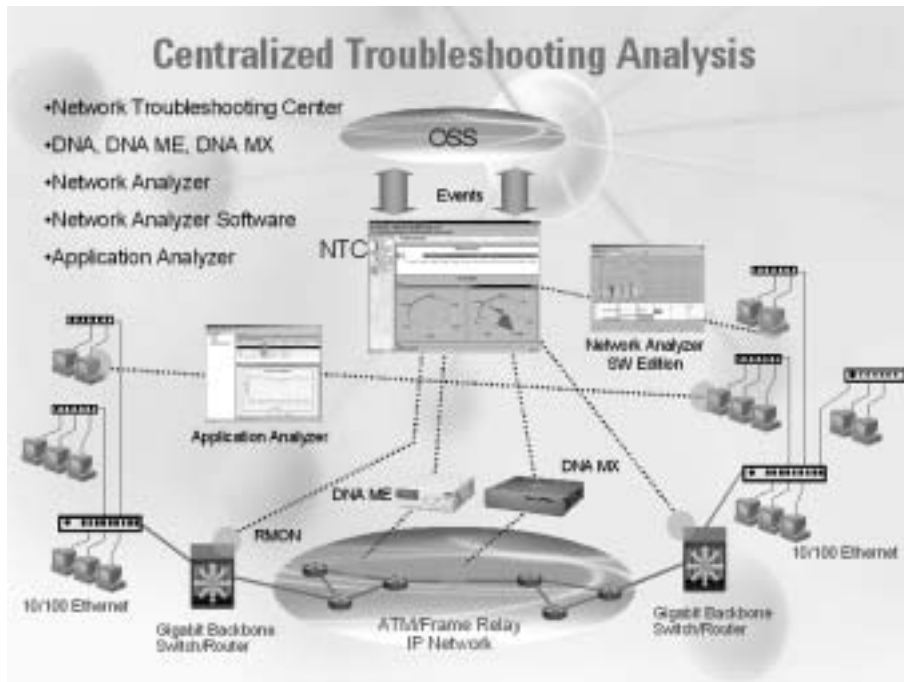 Centralized Troubleshooting Analysis
•Network Troubleshooting Center
•DNA, DNA ME, DNA MX
•Network Analyzer
•Network Analyzer Software
•Application Analyzer
OSS
Events
NTC
Network Analyzer
SW Edition
Application Analyzer
DNA ME
DNA MX
RMON
10/100 Ethernet
10/100 Ethernet
Gigabit Backbone
Switch/Router
ATM/Frame Relay
IP Network
Gigabit Backbone
Switch/Router